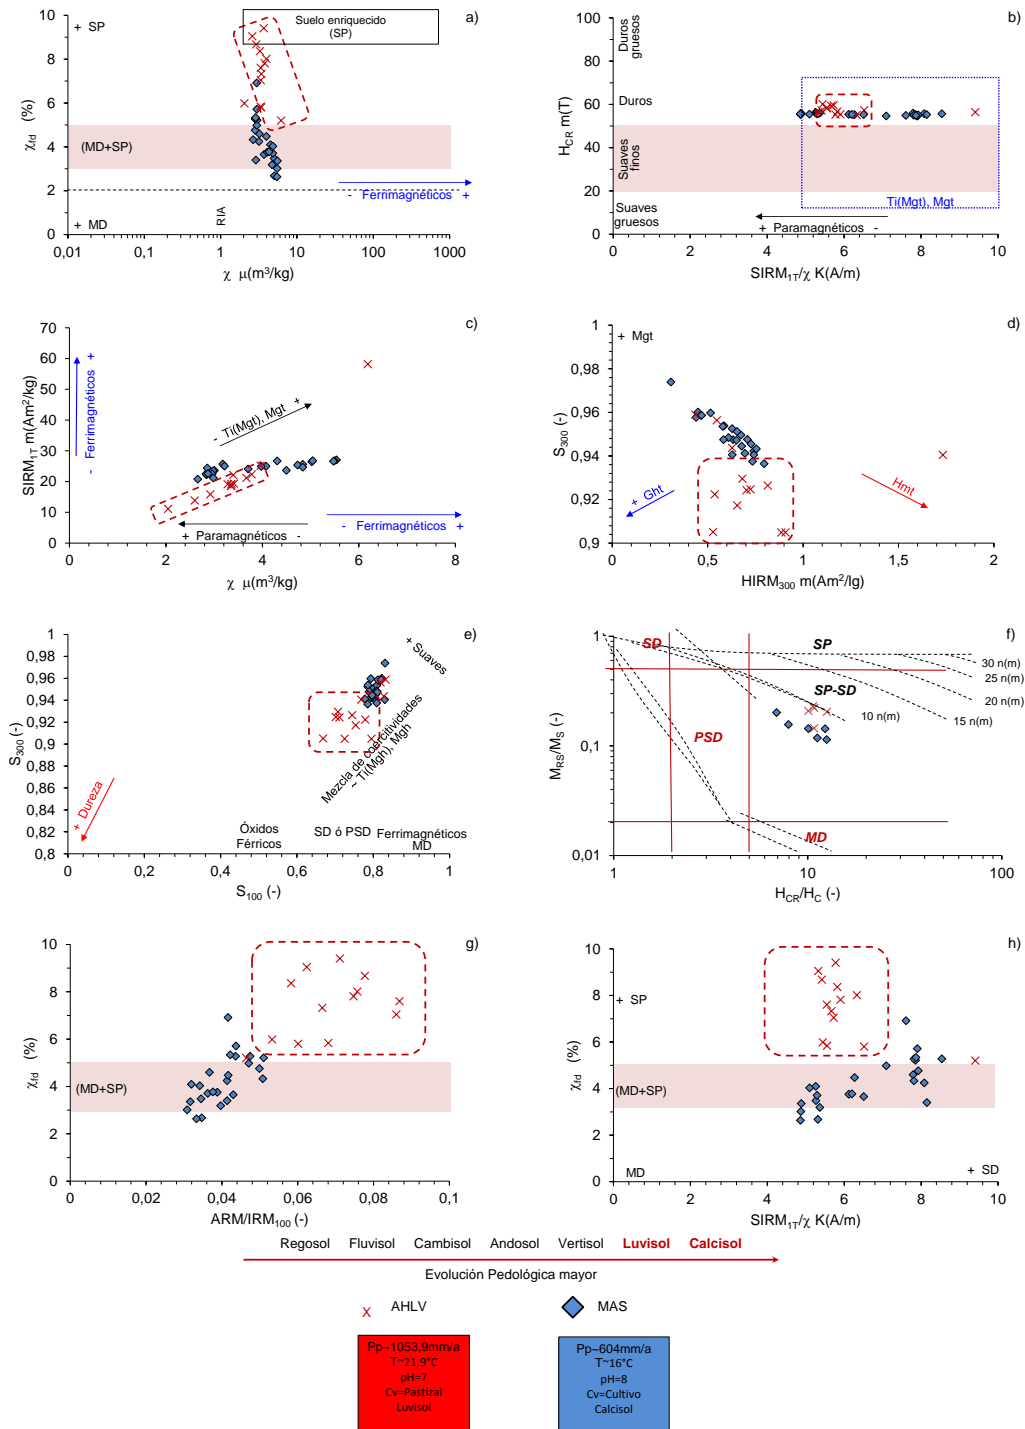 a)
Suelo enriquecido
(SP)
+ SP
(MD+SP)
+ MD
RIA
- Ferrimagnéticos +
χfd (%)
10
8
6
4
2
0
0,01 0,1 1 10 100 1000
χ μ(m³/kg)
b)
Duros gruesos
Duros
Suaves finos
Suaves gruesos
Ti(Mgt), Mgt
+ Paramagnéticos -
HCR m(T)
100
80
60
40
20
0
0 2 4 6 8 10
SIRM1T/χ K(A/m)
c)
- Ferrimagnéticos +
- Ti(Mgt), Mgt +
- Ferrimagnéticos +
+ Paramagnéticos -
SIRM1T m(Am²/kg)
70
60
50
40
30
20
10
0
0 2 4 6 8
χ μ(m³/kg)
d)
+ Mgt
+ Ght
Hmt
S300 (-)
1
0,98
0,96
0,94
0,92
0,9
0 0,5 1 1,5 2
HIRM300 m(Am²/lg)
e)
+ Suaves
Mezcla de coercitividades
~ Ti(Mgh), Mgh
+ Dureza
Óxidos
Férricos
SD ó PSD
Ferrimagnéticos
MD
S300 (-)
1
0,98
0,96
0,94
0,92
0,9
0,88
0,86
0,84
0,82
0,8
0 0,2 0,4 0,6 0,8 1
S100 (-)
f)
SD
SP
SP-SD
PSD
MD
30 n(m)
25 n(m)
20 n(m)
15 n(m)
10 n(m)
MRS/MS (-)
1
0,1
0,01
1 10 100
HCR/HC (-)
g)
(MD+SP)
χfd (%)
10
8
6
4
2
0
0 0,02 0,04 0,06 0,08 0,1
ARM/IRM100 (-)
h)
+ SP
(MD+SP)
MD
+ SD
χfd (%)
10
8
6
4
2
0
0 2 4 6 8 10
SIRM1T/χ K(A/m)
Regosol Fluvisol Cambisol Andosol Vertisol Luvisol Calcisol
Evolución Pedológica mayor
AHLV
MAS
Pp~1053,9mm/a
T~21,9°C
pH=7
Cv=Pastizal
Luvisol
Pp~604mm/a
T~16°C
pH=8
Cv=Cultivo
Calcisol